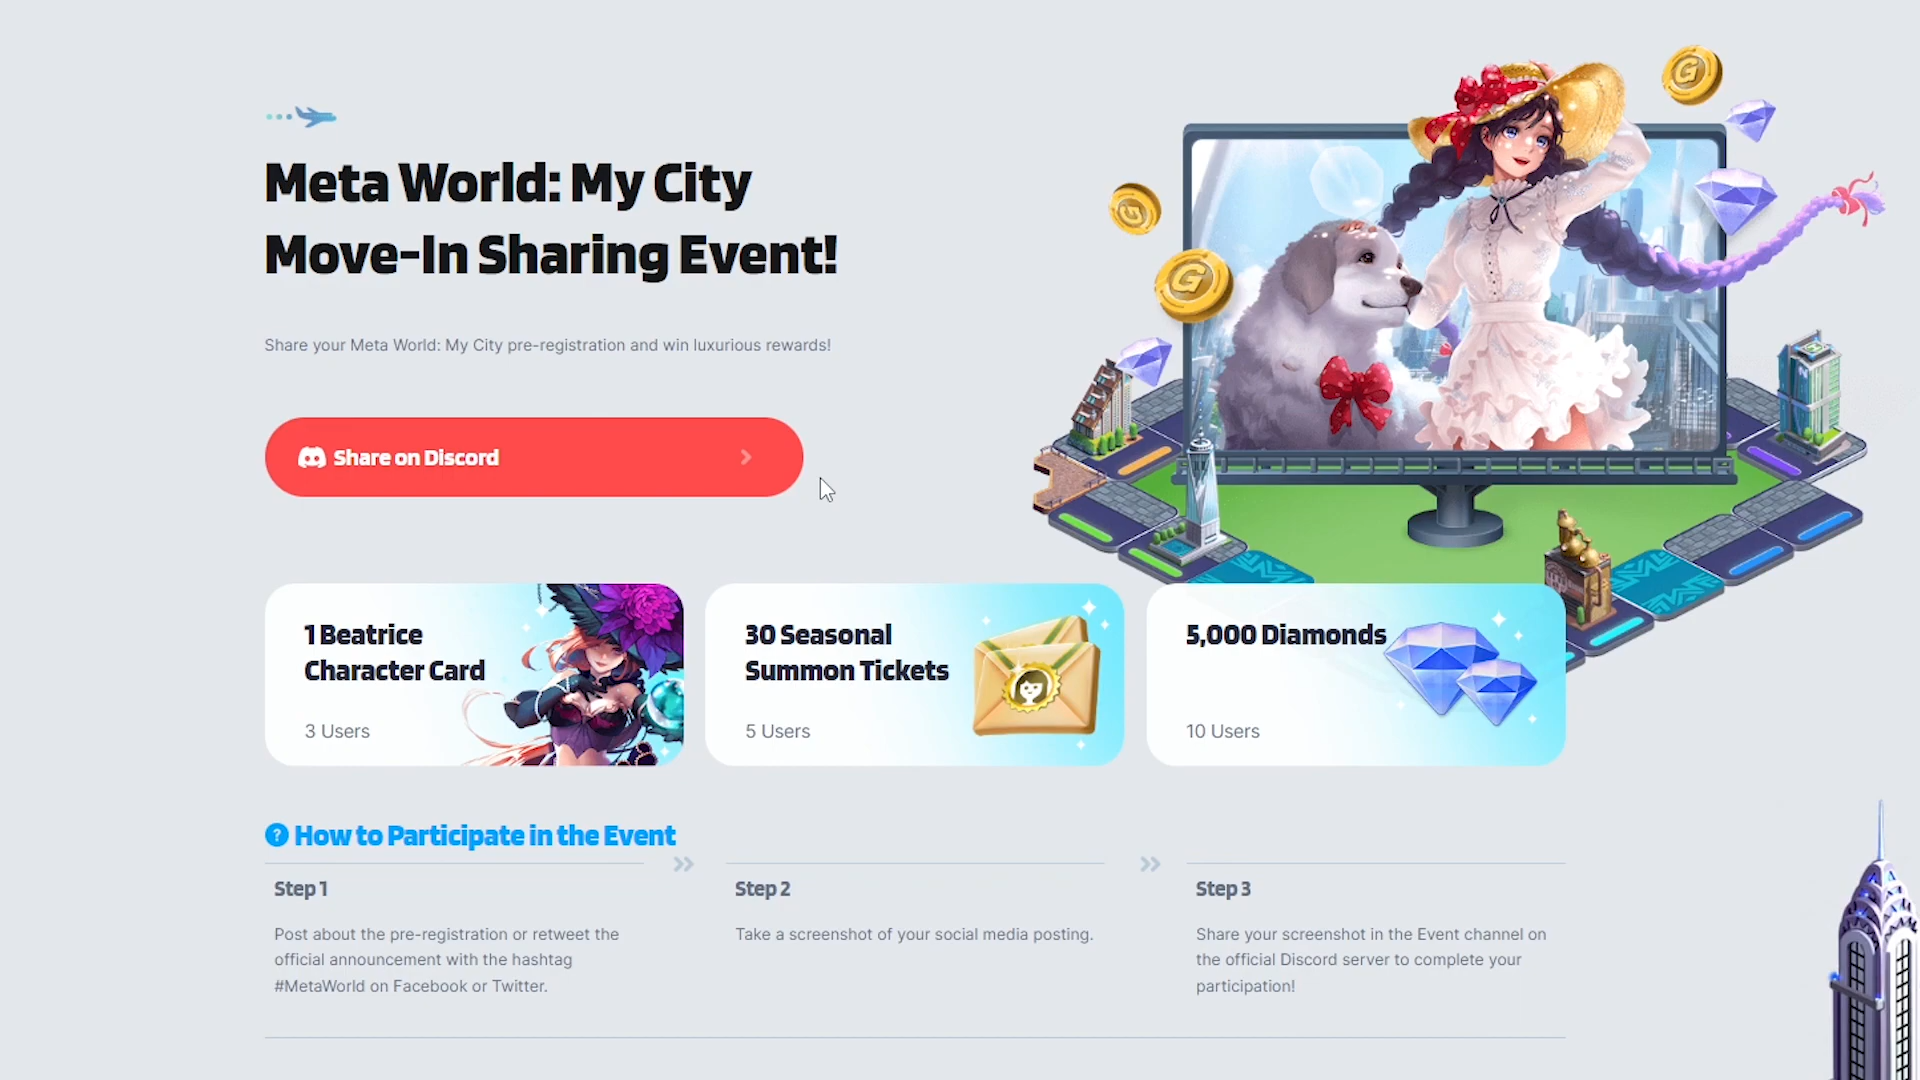 Meta World: My City
Move-In Sharing Event!
Share your Meta World: My City pre-registration and win luxurious rewards!
Share on Discord
1 Beatrice
Character Card
3 Users
30 Seasonal
Summon Tickets
5 Users
5,000 Diamonds
10 Users
How to Participate in the Event
Step 1
Post about the pre-registration or retweet the
official announcement with the hashtag
#MetaWorld on Facebook or Twitter.
Step 2
Take a screenshot of your social media posting.
Step 3
Share your screenshot in the Event channel on
the official Discord server to complete your
participation!